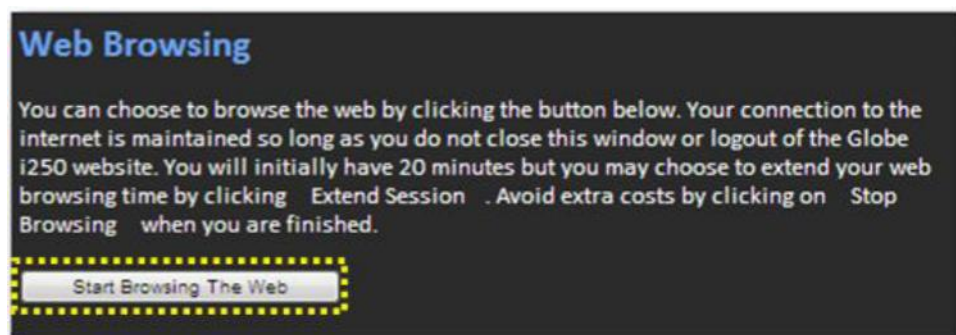 Web Browsing
You can choose to browse the web by clicking the button below. Your connection to the
internet is maintained so long as you do not close this window or logout of the Globe
i250 website. You will initially have 20 minutes but you may choose to extend your web
browsing time by clicking Extend Session . Avoid extra costs by clicking on Stop
Browsing when you are finished.
Start Browsing The Web